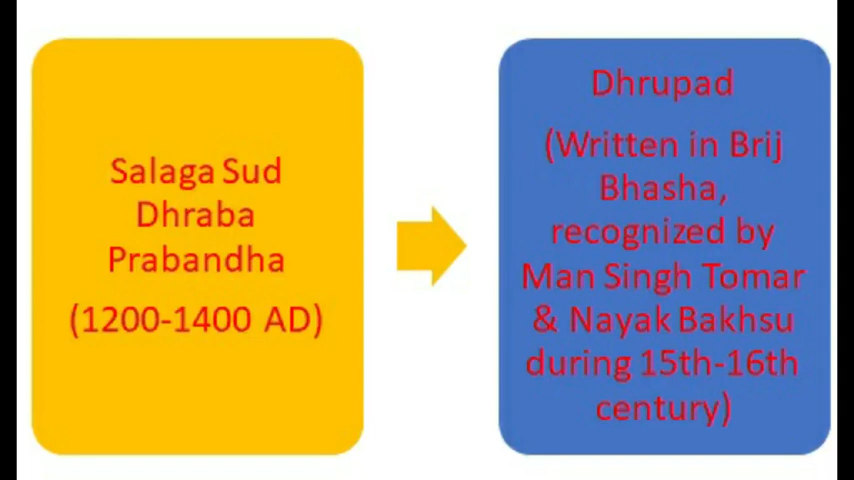 Salaga Sud
Dhraba
Prabandha
(1200-1400 AD)
Dhrupad
(Written in Brij
Bhasha,
recognized by
Man Singh Tomar
& Nayak Bakhsu
during 15th-16th
century)